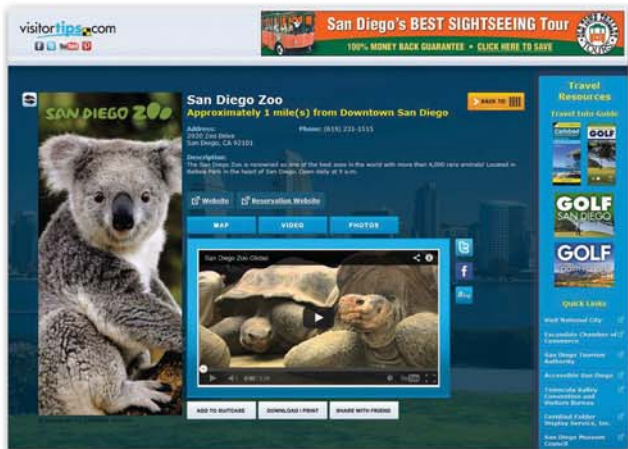 visitortips.com
San Diego's BEST SIGHTSEEING Tour
100% MONEY BACK GUARANTEE • CLICK HERE TO SAVE
TOURS
SAN DIEGO ZOO
San Diego Zoo
Approximately 1 mile(s) from Downtown San Diego
BACK TO
Address:
2920 Zoo Drive
San Diego, CA 92101
Phone: (619) 231-1515
Description:
The San Diego Zoo is renowned as one of the best zoos in the world with more than 4,000 rare animals! Located in
Balboa Park in the heart of San Diego. Open daily at 9 a.m.
Website
Reservation Website
MAP
VIDEO
PHOTOS
San Diego Zoo Global
YouTube
ADD TO SUITCASE
DOWNLOAD / PRINT
SHARE WITH FRIEND
Travel
Resources
Travel Info Guide
Carlsbad
GOLF
GOLF
SAN DIEGO
GOLF
Quick Links
Visit National City
Escondido Chamber of
Commerce
San Diego Tourism
Authority
Accessible San Diego
Temecula Valley
Convention and
Visitors Bureau
Certified Folder
Display Service, Inc.
San Diego Museum
Council